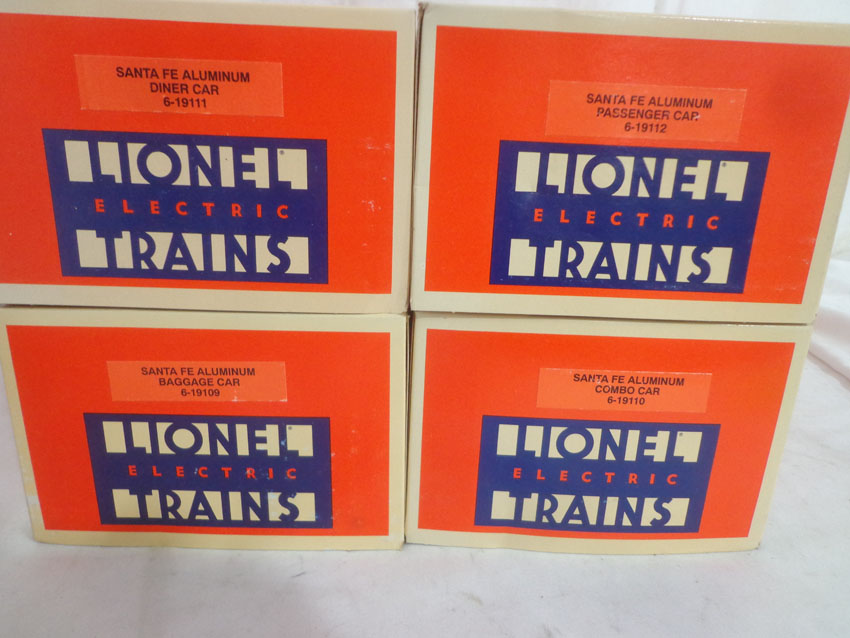 SANTA FE ALUMINUM
DINER CAR
6-19111
LIONEL®
ELECTRIC
TRAINS
SANTA FE ALUMINUM
PASSENGER CAR
6-19112
LIONEL®
ELECTRIC
TRAINS
SANTA FE ALUMINUM
BAGGAGE CAR
6-19109
LIONEL®
ELECTRIC
TRAINS
SANTA FE ALUMINUM
COMBO CAR
6-19110
LIONEL®
ELECTRIC
TRAINS